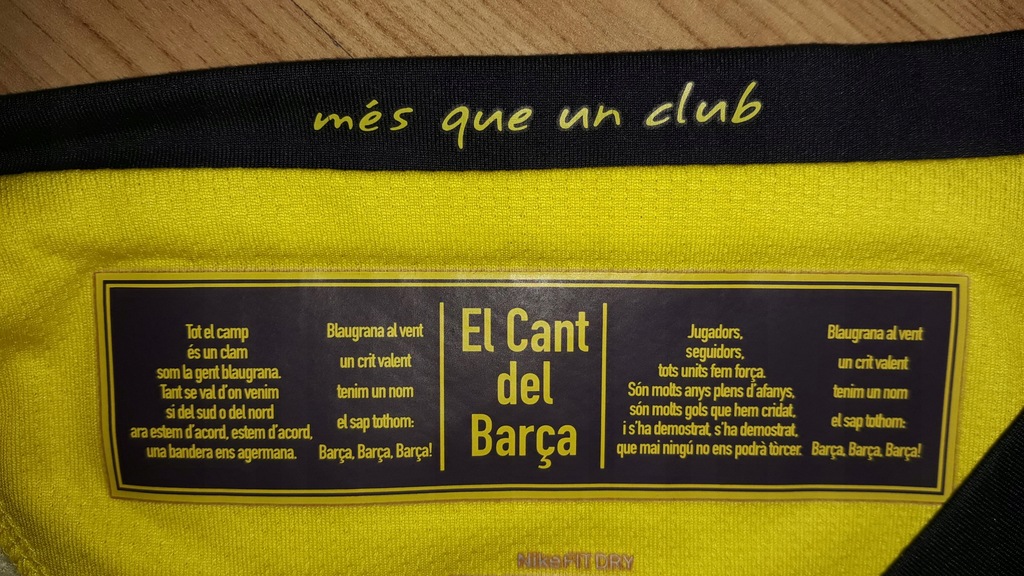 més que un club
Tot el camp
és un clam
som la gent blaugrana.
Tant se val d'on venim
si del sud o del nord
ara estem d'acord, estem d'acord,
una bandera ens agermana.
Blaugrana al vent
un crit valent
tenim un nom
el sap tothom:
Barça, Barça, Barça!
El Cant
del
Barça
Jugadors,
seguidors,
tots units fem força.
Són molts anys plens d'afanys,
són molts gols que hem cridat,
i s'ha demostrat, s'ha demostrat,
que mai ningú no ens podrà tòrcer.
Blaugrana al vent
un crit valent
tenim un nom
el sap tothom:
Barça, Barça, Barça!
NikeFIT DRY